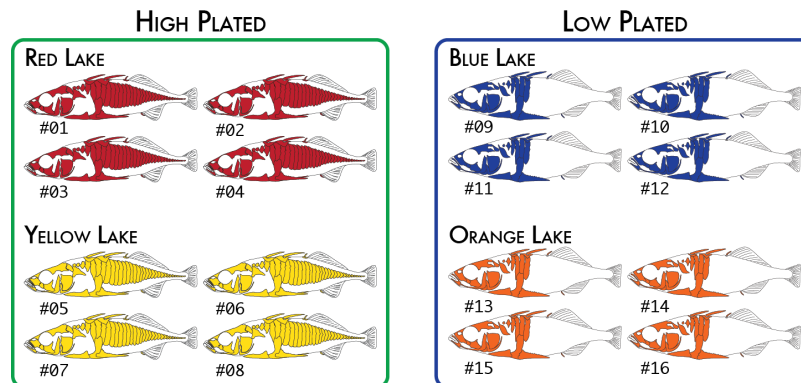 High Plated
Red Lake
#01 #02
#03 #04
Yellow Lake
#05 #06
#07 #08
Low Plated
Blue Lake
#09 #10
#11 #12
Orange Lake
#13 #14
#15 #16